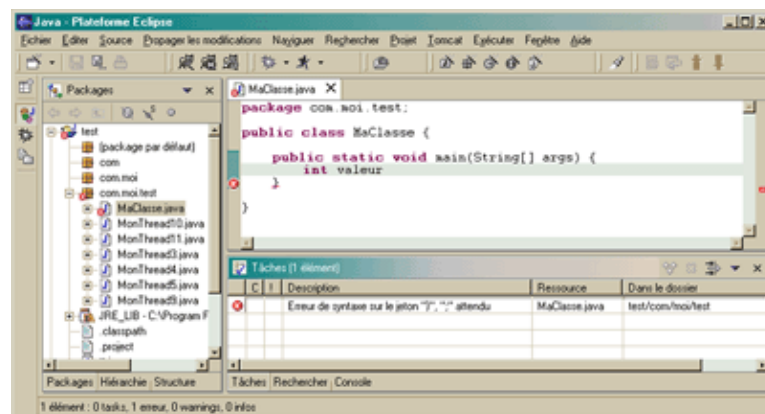 Java - Plateforme Eclipse
Fichier Editer Source Propager les modifications Naviguer Rechercher Projet Tomcat Exécuter Fenêtre Aide
Packages
MaClasse.java
test
(package par défaut)
com
com.moi
com.moi.test
MaClasse.java
MonThread10.java
MonThread11.java
MonThread3.java
MonThread4.java
MonThread5.java
MonThread9.java
JRE_LIB - C:\Program F
.classpath
.project
Packages Hiérarchie Structure
package com.moi.test;
public class MaClasse {
public static void main(String[] args) {
int valeur
}
}
Tâches (1 élément)
C ! Description Ressource Dans le dossier
Erreur de syntaxe sur le jeton "}", ";" attendu MaClasse.java test/com/moi/test
Tâches Rechercher Console
1 élément : 0 tasks, 1 erreur, 0 warnings, 0 infos